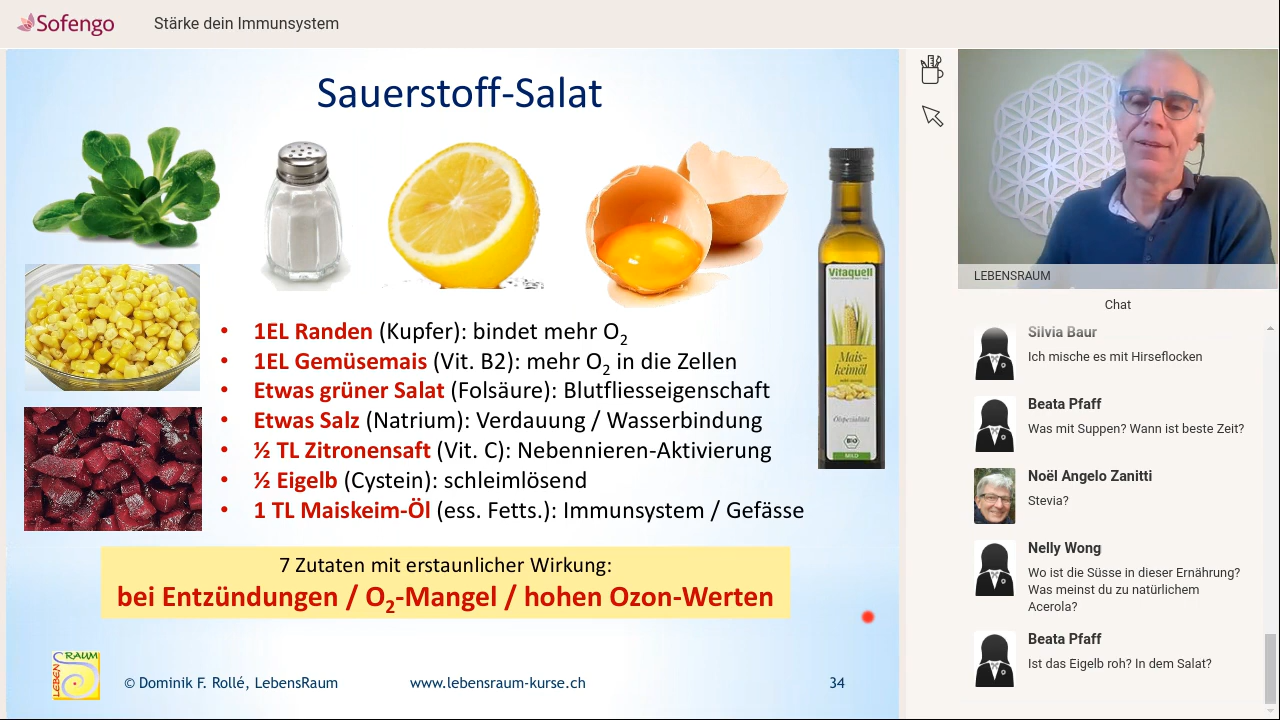 Sofengo
Stärke dein Immunsystem
Sauerstoff-Salat
Vitaquell
Mais-
keimöl
Ölspezialität
BIO
MILD
• 1EL Randen (Kupfer): bindet mehr O₂
• 1EL Gemüsemais (Vit. B2): mehr O₂ in die Zellen
• Etwas grüner Salat (Folsäure): Blutfliesseigenschaft
• Etwas Salz (Natrium): Verdauung / Wasserbindung
• ½ TL Zitronensaft (Vit. C): Nebennieren-Aktivierung
• ½ Eigelb (Cystein): schleimlösend
• 1 TL Maiskeim-Öl (ess. Fetts.): Immunsystem / Gefässe
7 Zutaten mit erstaunlicher Wirkung:
bei Entzündungen / O₂-Mangel / hohen Ozon-Werten
LEBENS
RAUM
© Dominik F. Rollé, LebensRaum
www.lebensraum-kurse.ch
34
LEBENSRAUM
Chat
Silvia Baur
Ich mische es mit Hirseflocken
Beata Pfaff
Was mit Suppen? Wann ist beste Zeit?
Noël Angelo Zanitti
Stevia?
Nelly Wong
Wo ist die Süsse in dieser Ernährung?
Was meinst du zu natürlichem
Acerola?
Beata Pfaff
Ist das Eigelb roh? In dem Salat?